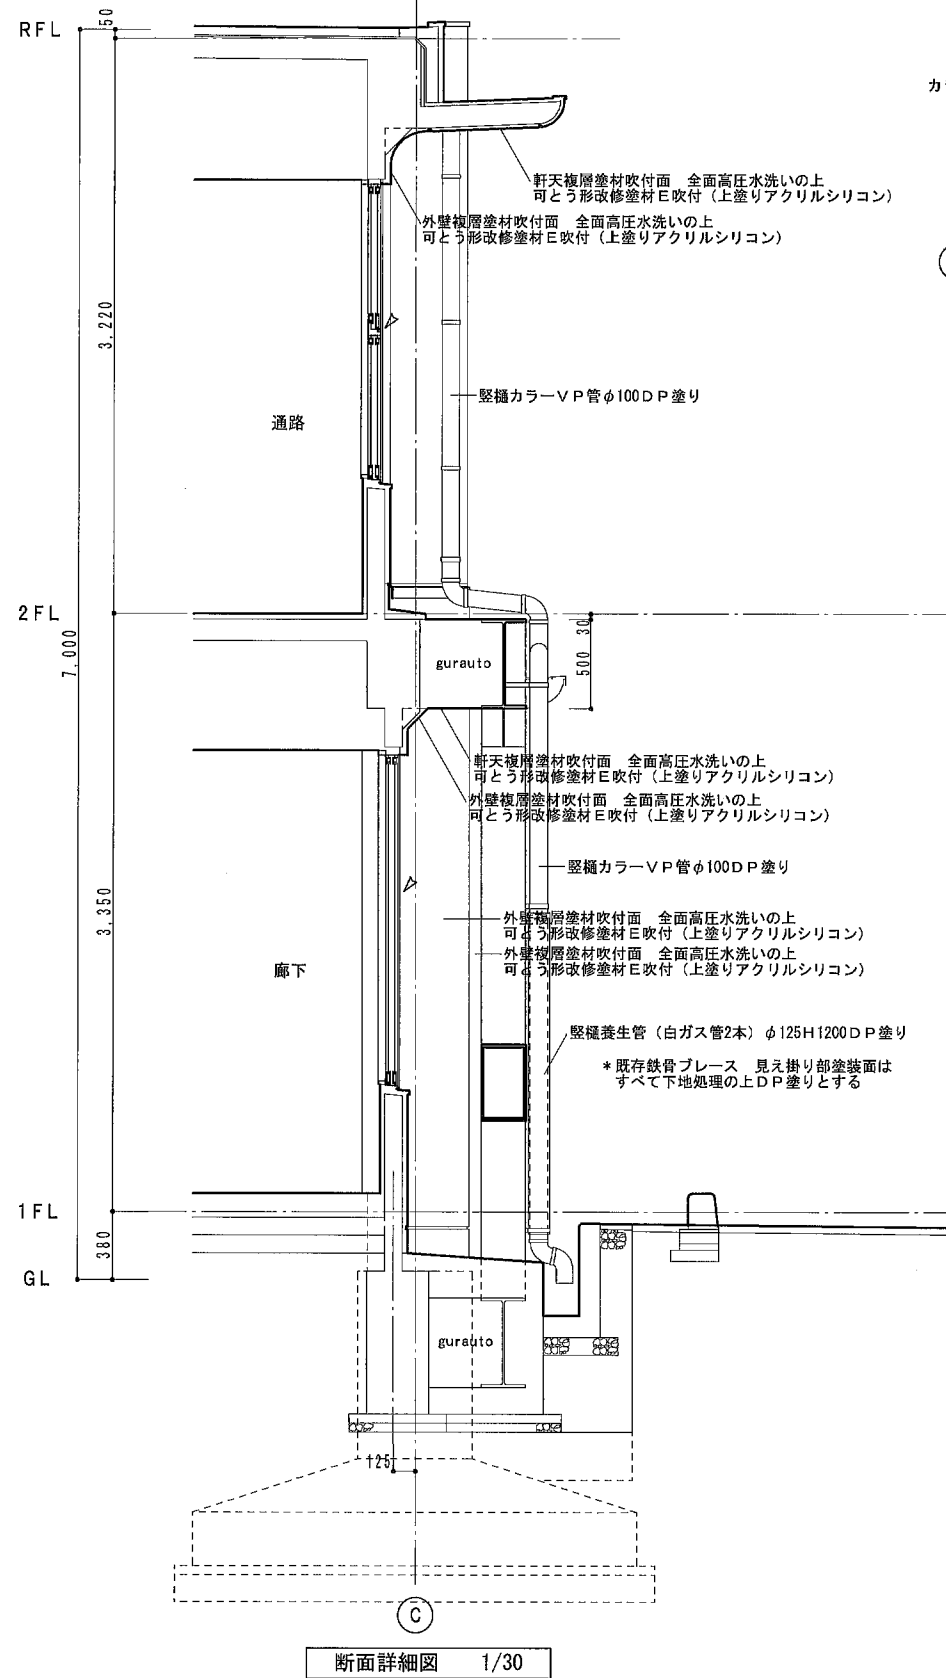 RFL
50
カ
軒天複層塗材吹付面　全面高圧水洗いの上
可とう形改修塗材E吹付（上塗りアクリルシリコン）
外壁複層塗材吹付面　全面高圧水洗いの上
可とう形改修塗材E吹付（上塗りアクリルシリコン）
3,220
竪樋カラーVP管φ100DP塗り
通路
2FL
7,000
gurauto
500
30
軒天複層塗材吹付面　全面高圧水洗いの上
可とう形改修塗材E吹付（上塗りアクリルシリコン）
外壁複層塗材吹付面　全面高圧水洗いの上
可とう形改修塗材E吹付（上塗りアクリルシリコン）
竪樋カラーVP管φ100DP塗り
3,350
外壁複層塗材吹付面　全面高圧水洗いの上
可とう形改修塗材E吹付（上塗りアクリルシリコン）
外壁複層塗材吹付面　全面高圧水洗いの上
可とう形改修塗材E吹付（上塗りアクリルシリコン）
廊下
竪樋養生管（白ガス管2本）φ125H1200DP塗り
＊既存鉄骨ブレース　見え掛り部塗装面は
すべて下地処理の上DP塗りとする
1FL
380
GL
gurauto
125
C
断面詳細図　1/30